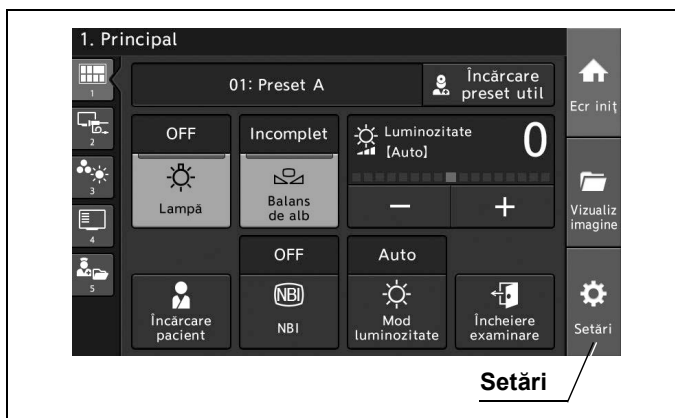 1. Principal
1
2
3
4
5
01: Preset A
Încărcare
preset util
OFF
Lampă
Incomplet
Balans
de alb
Luminozitate
[Auto]
0
−
+
Încărcare
pacient
OFF
NBI
NBI
Auto
Mod
luminozitate
Încheiere
examinare
Ecr iniț
Vizualiz
imagine
Setări
Setări